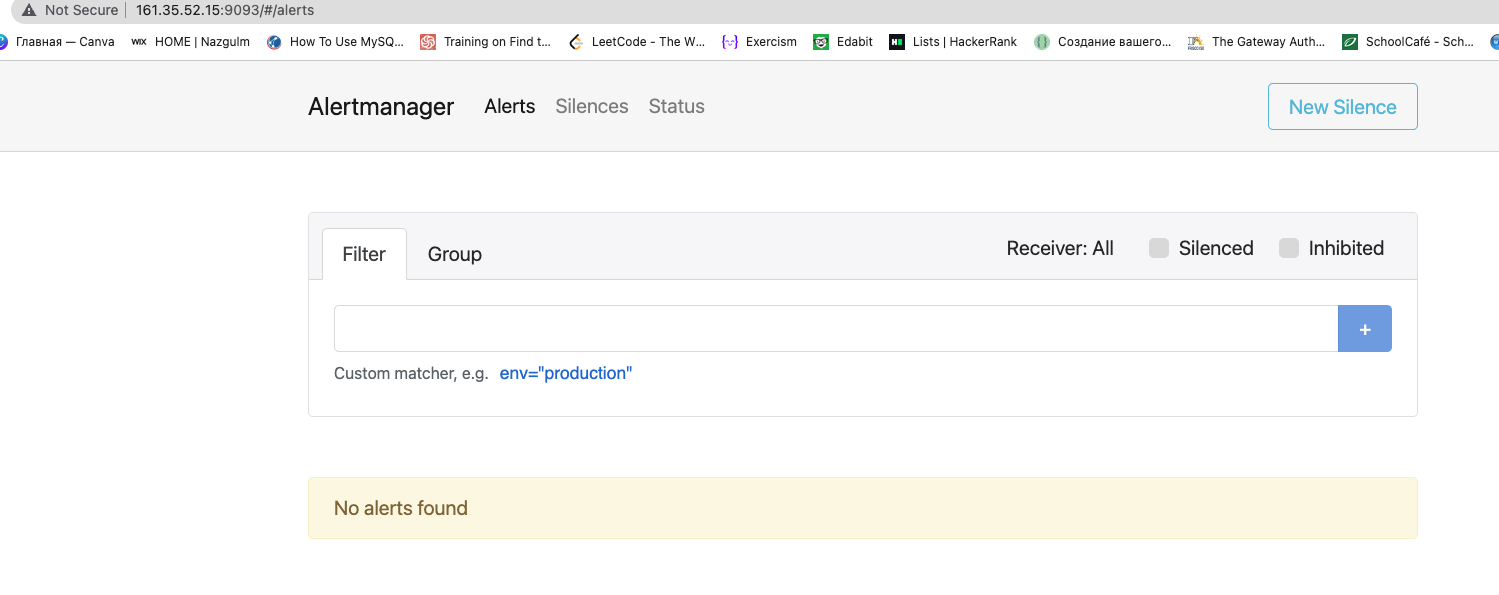 Not Secure 161.35.52.15:9093/#/alerts
Главная — Canva WIX HOME | Nazgulm How To Use MySQ... Training on Find t... LeetCode - The W... Exercism Edabit Lists | HackerRank Создание вашего... The Gateway Auth... SchoolCafé - Sch...
Alertmanager Alerts Silences Status New Silence
Filter Group Receiver: All Silenced Inhibited
+
Custom matcher, e.g. env="production"
No alerts found